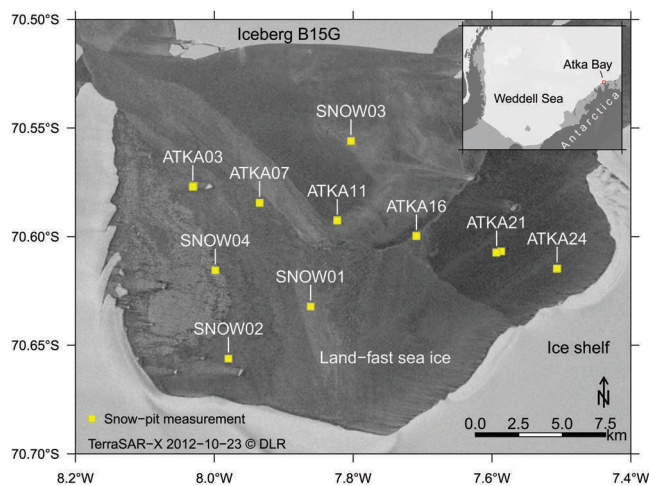 70.50°S
Iceberg B15G
Atka Bay
Weddell Sea
Antarctica
70.55°S
SNOW03
ATKA03
ATKA07
ATKA11
ATKA16
70.60°S
ATKA21
ATKA24
SNOW04
SNOW01
SNOW02
70.65°S
Land-fast sea ice
Ice shelf
N
Snow-pit measurement
0.0 2.5 5.0 7.5
km
TerraSAR-X 2012-10-23 © DLR
70.70°S
8.2°W 8.0°W 7.8°W 7.6°W 7.4°W